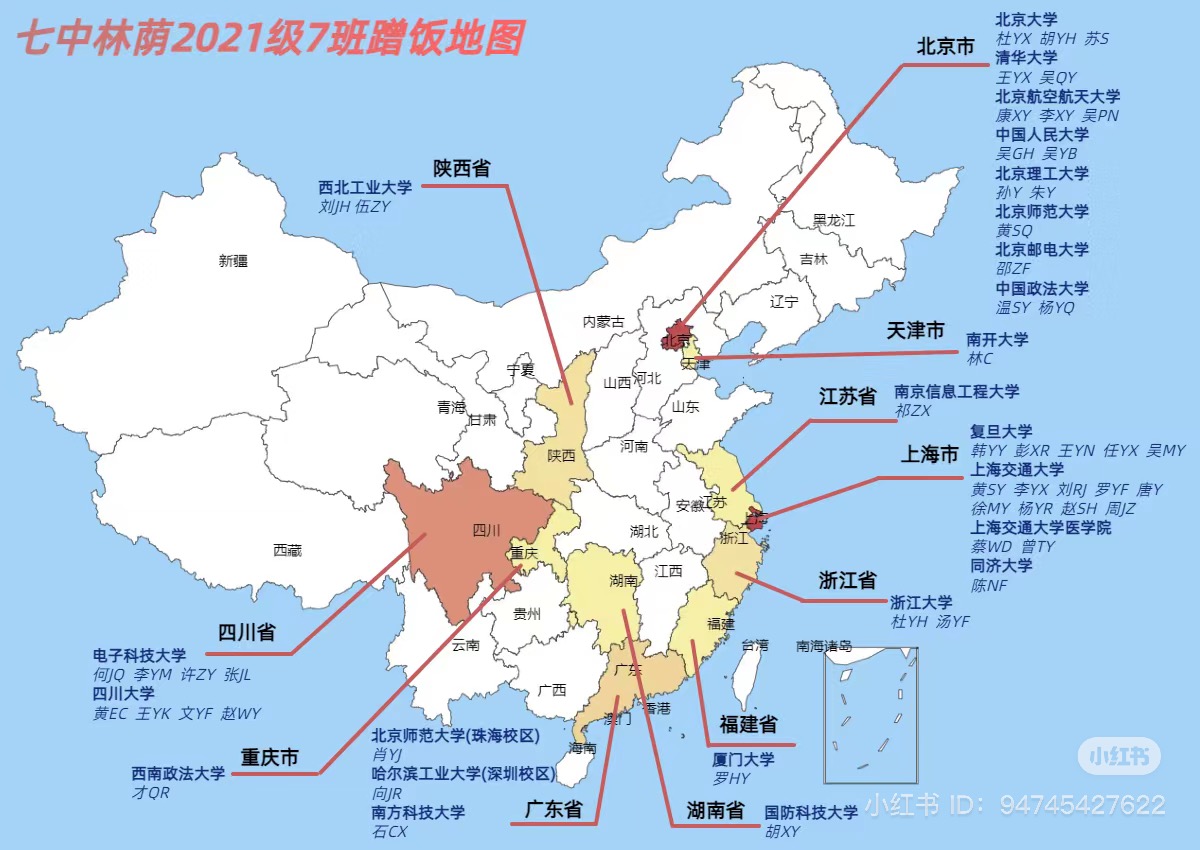 七中林荫2021级7班蹭饭地图
北京市
北京大学
杜YX 胡YH 苏S
清华大学
王YX 吴QY
北京航空航天大学
康XY 李XY 吴PN
中国人民大学
吴GH 吴YB
北京理工大学
孙Y 朱Y
北京师范大学
黄SQ
北京邮电大学
邵ZF
中国政法大学
温SY 杨YQ
陕西省
西北工业大学
刘JH 伍ZY
天津市
南开大学
林C
江苏省
南京信息工程大学
祁ZX
上海市
复旦大学
韩YY 彭XR 王YN 任YX 吴MY
上海交通大学
黄SY 李YX 刘RJ 罗YF 唐Y
徐MY 杨YR 赵SH 周JZ
上海交通大学医学院
蔡WD 曾TY
同济大学
陈NF
浙江省
浙江大学
杜YH 汤YF
四川省
电子科技大学
何JQ 李YM 许ZY 张JL
四川大学
黄EC 王YK 文YF 赵WY
重庆市
西南政法大学
才QR
广东省
北京师范大学(珠海校区)
肖YJ
哈尔滨工业大学(深圳校区)
向JR
南方科技大学
石CX
福建省
厦门大学
罗HY
湖南省
国防科技大学
胡XY
黑龙江
吉林
辽宁
新疆
内蒙古
北京
天津
宁夏
山西
河北
青海
甘肃
山东
陕西
河南
安徽
江苏
上海
四川
重庆
湖北
浙江
西藏
湖南
江西
贵州
福建
云南
台湾
南海诸岛
广西
广东
香港
澳门
海南
小红书
小红书 ID：94745427622